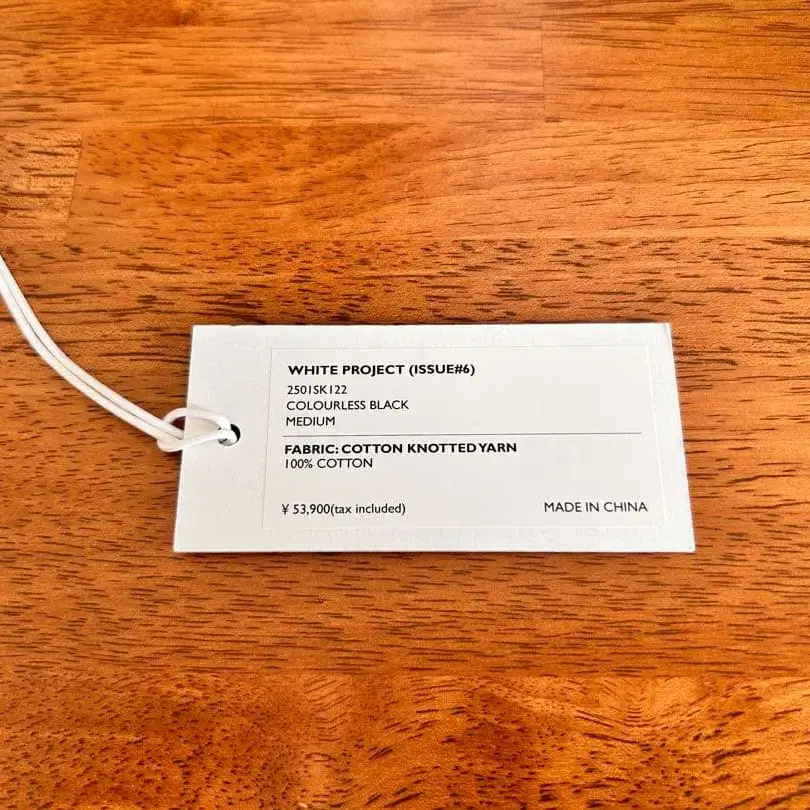 WHITE PROJECT (ISSUE#6)
2501SK122
COLOURLESS BLACK
MEDIUM
FABRIC: COTTON KNOTTED YARN
100% COTTON
¥ 53,900(tax included)
MADE IN CHINA